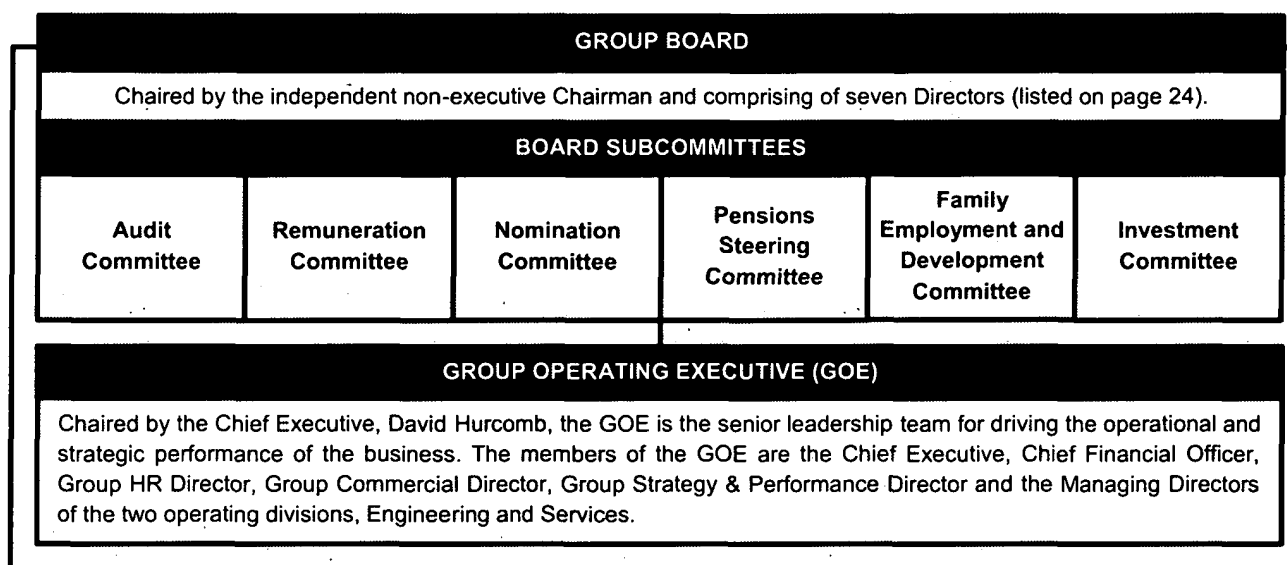 GROUP BOARD
Chaired by the independent non-executive Chairman and comprising of seven Directors (listed on page 24).
BOARD SUBCOMMITTEES
Audit
Committee
Remuneration
Committee
Nomination
Committee
Pensions
Steering
Committee
Family
Employment and
Development
Committee
Investment
Committee
GROUP OPERATING EXECUTIVE (GOE)
Chaired by the Chief Executive, David Hurcomb, the GOE is the senior leadership team for driving the operational and
strategic performance of the business. The members of the GOE are the Chief Executive, Chief Financial Officer,
Group HR Director, Group Commercial Director, Group Strategy & Performance Director and the Managing Directors
of the two operating divisions, Engineering and Services.